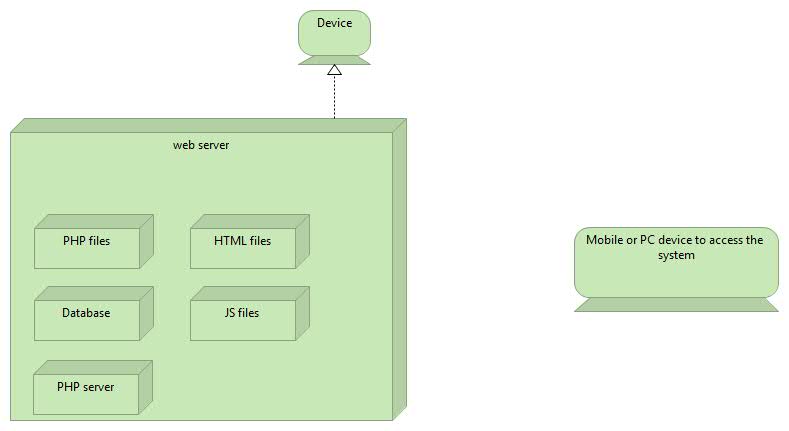 Device
web server
PHP files
HTML files
Database
JS files
PHP server
Mobile or PC device to access the
system